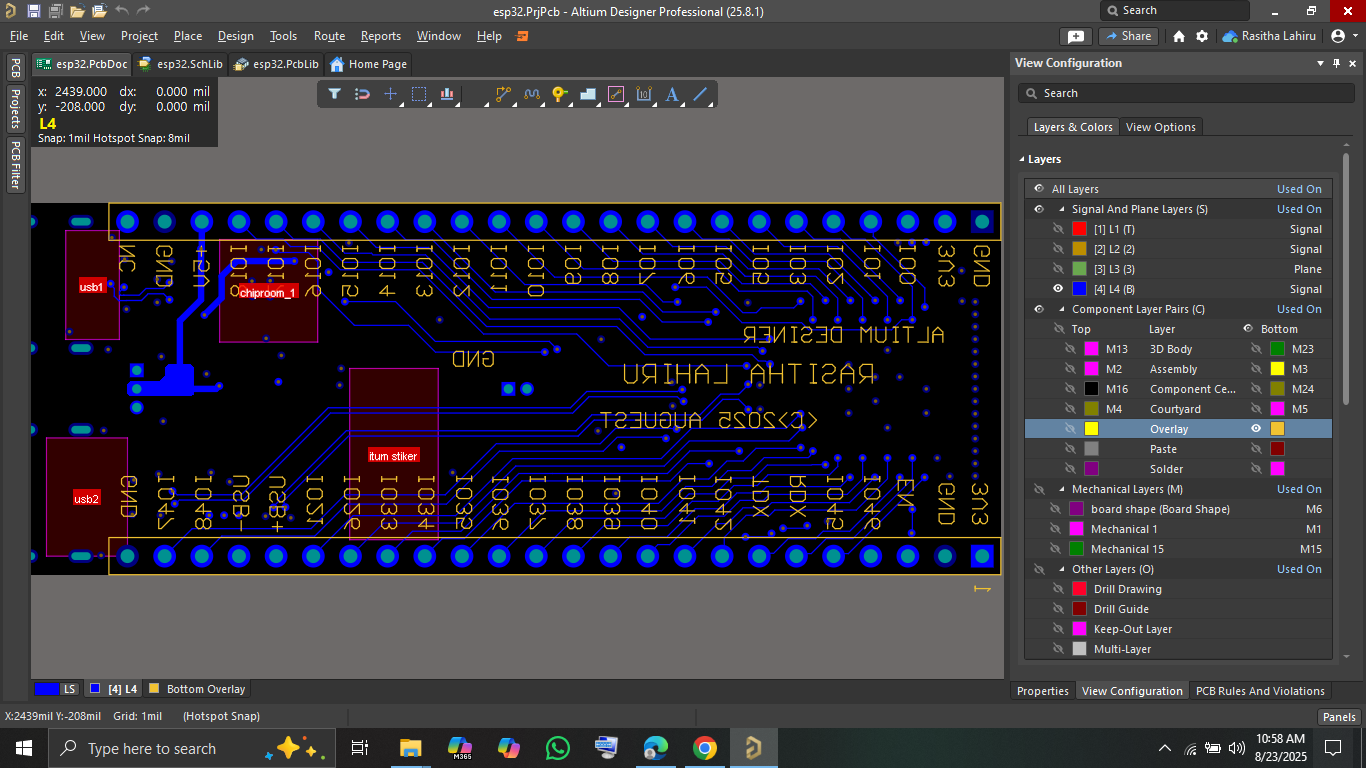 esp32.PrjPcb - Altium Designer Professional (25.8.1)
Search
File Edit View Project Place Design Tools Route Reports Window Help
Share
Rasitha Lahiru
esp32.PcbDoc
esp32.SchLib
esp32.PcbLib
Home Page
PCB
Projects
PCB Filter
x: 2439.000 dx: 0.000 mil
y: -208.000 dy: 0.000 mil
L4
Snap: 1mil Hotspot Snap: 8mil
NC GND +5V IO18 IO17 IO16 IO15 IO14 IO13 IO12 IO11 IO10 IO9 IO8 IO7 IO6 IO5 IO4 IO3 IO2 IO1 IO0 3V3 GND
usb1
chiproom_1
ALTIUM DESINER
GND
RASITHA LAHIRU
<C>2025 AUGUEST
itum stiker
usb2
GND IO47 IO48 USB- USB+ IO21 IO26 IO33 IO34 IO35 IO36 IO37 IO38 IO39 IO40 IO41 IO42 TDX RDX IO45 IO46 EN GND 3V3
1
View Configuration
Search
Layers & Colors
View Options
Layers
All Layers Used On
Signal And Plane Layers (S) Used On
[1] L1 (T) Signal
[2] L2 (2) Signal
[3] L3 (3) Plane
[4] L4 (B) Signal
Component Layer Pairs (C) Used On
Top Layer Bottom
M13 3D Body M23
M2 Assembly M3
M16 Component Ce... M24
M4 Courtyard M5
Overlay
Paste
Solder
Mechanical Layers (M) Used On
board shape (Board Shape) M6
Mechanical 1 M1
Mechanical 15 M15
Other Layers (O) Used On
Drill Drawing
Drill Guide
Keep-Out Layer
Multi-Layer
LS
[4] L4
Bottom Overlay
Properties
View Configuration
PCB Rules And Violations
X:2439mil Y:-208mil Grid: 1mil (Hotspot Snap)
Panels
Type here to search
M365
10:58 AM
8/23/2025